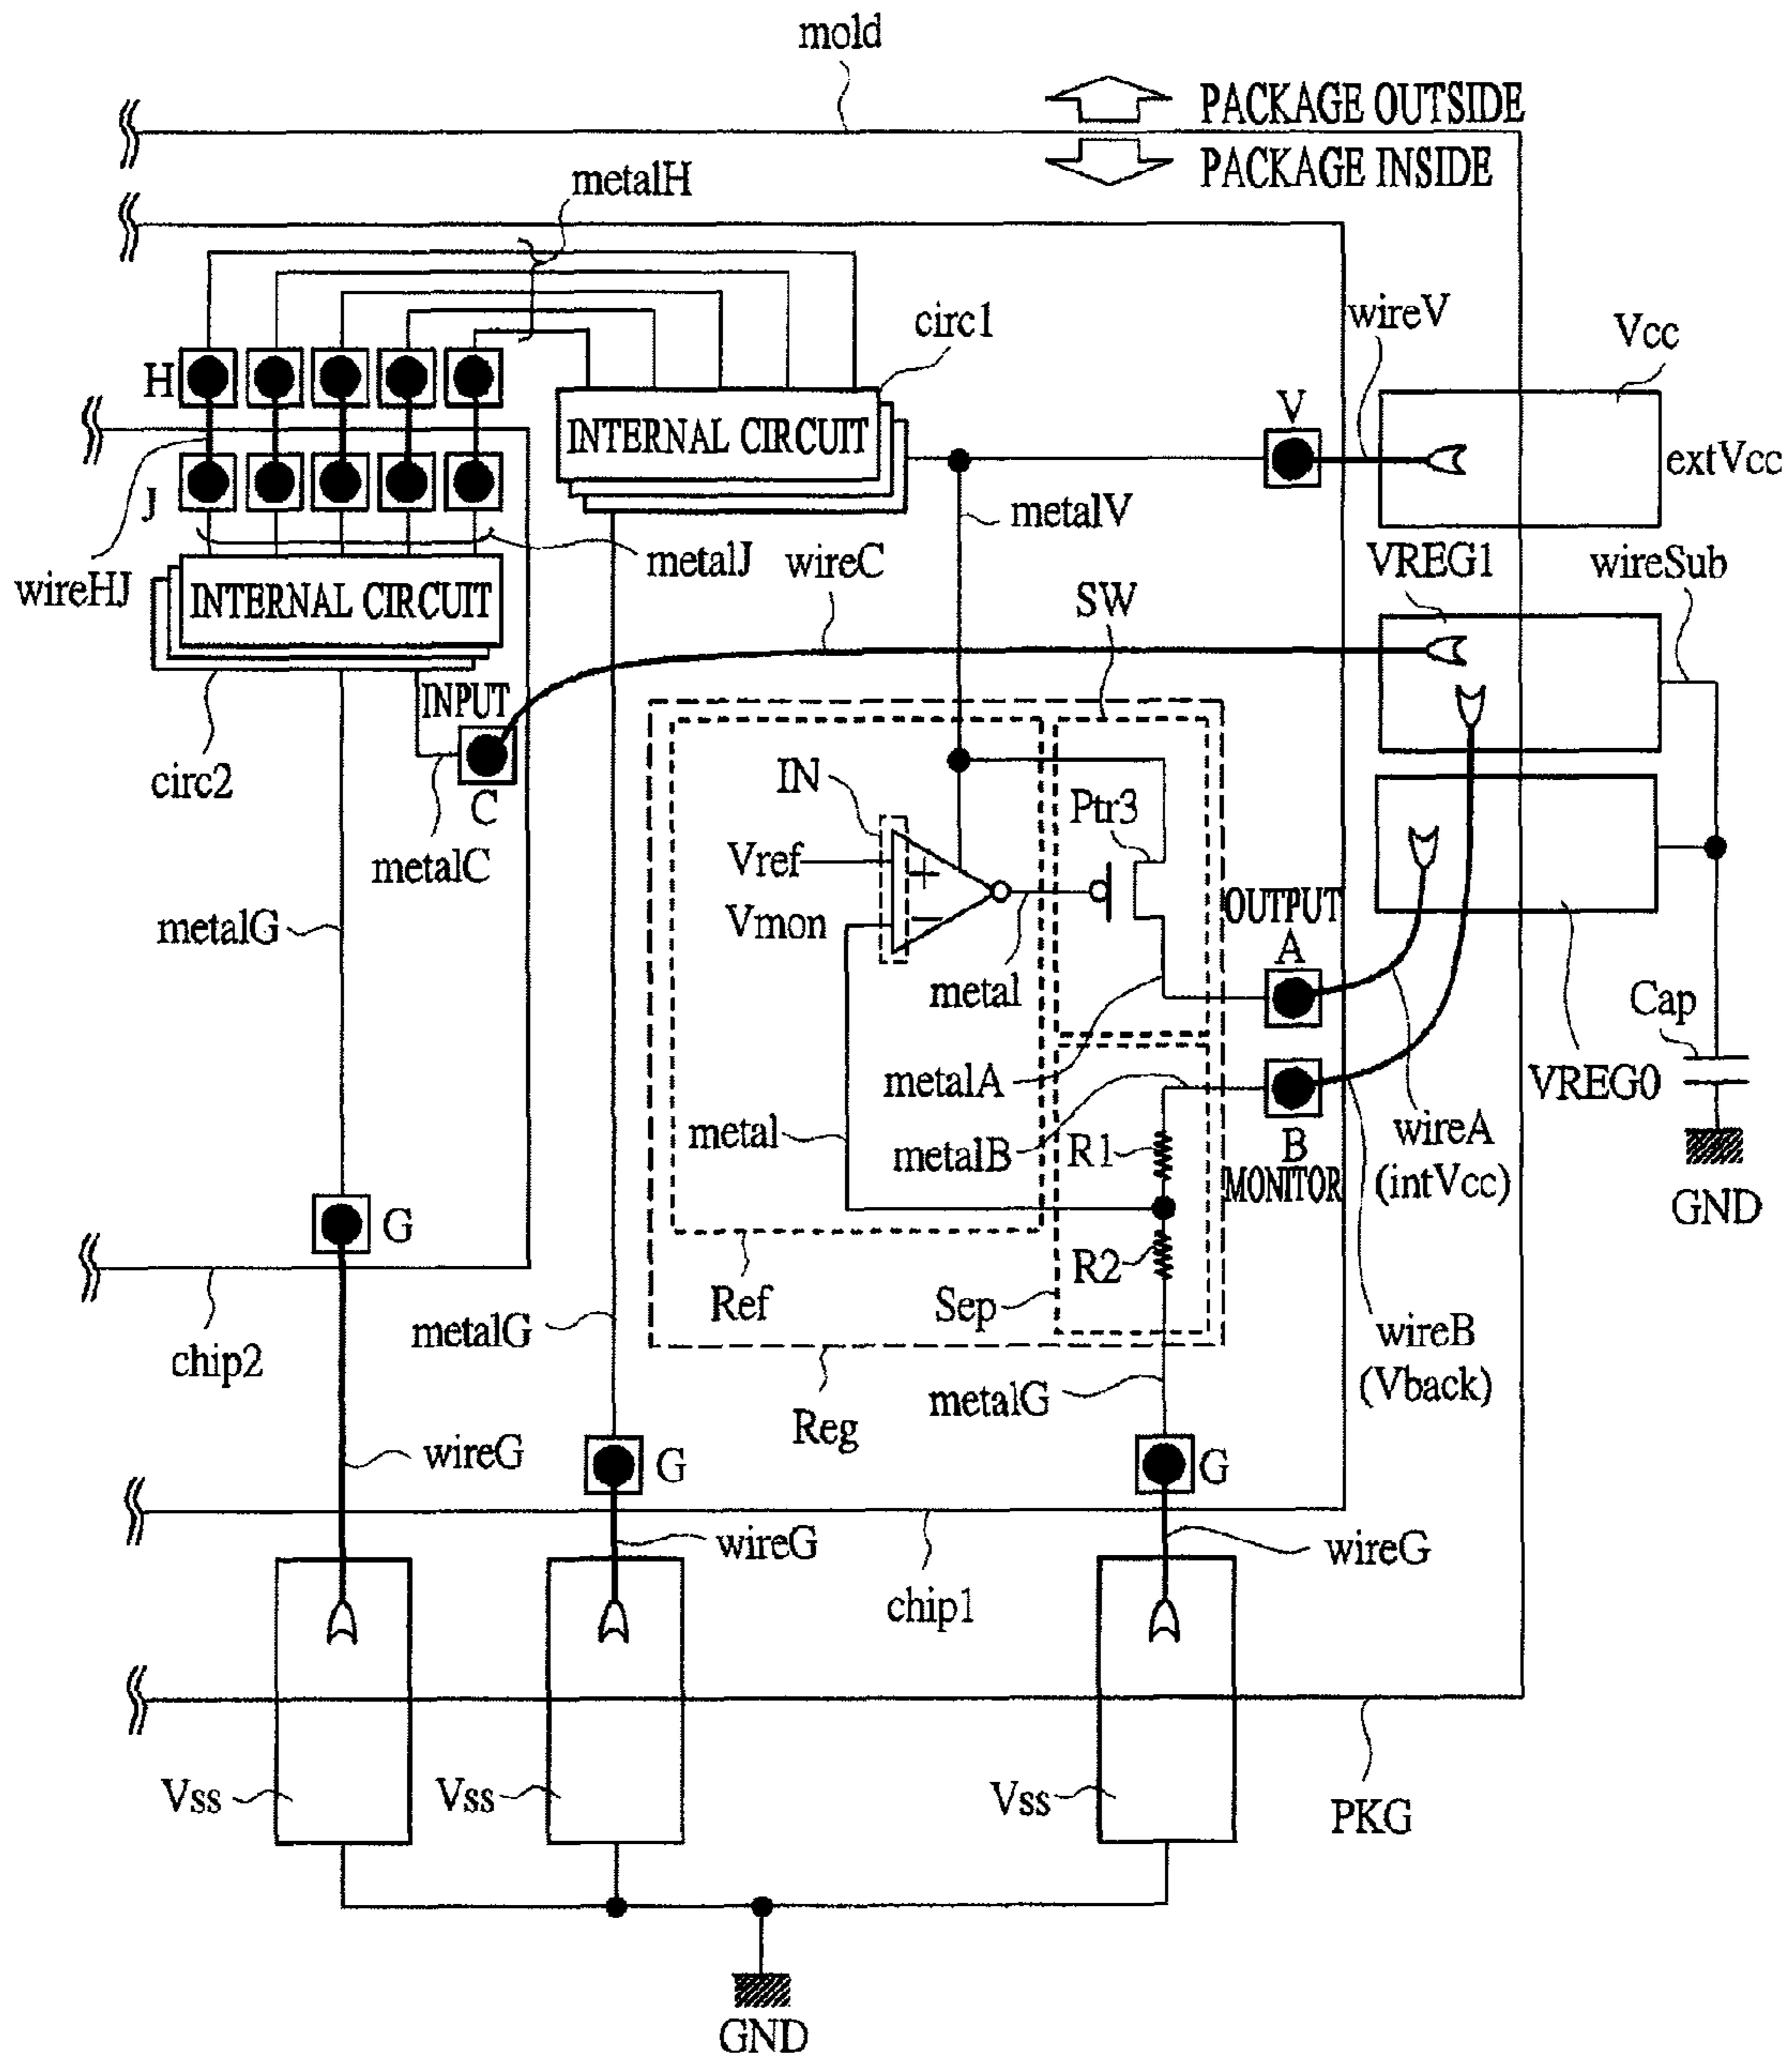 mold
PACKAGE OUTSIDE
PACKAGE INSIDE
metalH
circ1
wireV
Vcc
H
V
INTERNAL CIRCUIT
extVcc
J
metalV
metalJ
wireC
VREG1
wireSub
wireHJ
INTERNAL CIRCUIT
SW
INPUT
circ2
C
IN
Ptr3
metalC
Vref
+
Vmon
−
metalG
OUTPUT
A
metal
Cap
metalA
VREG0
metal
metalB
R1
B
MONITOR
wireA
(intVcc)
GND
G
R2
Ref
Sep
metalG
wireB
(Vback)
chip2
metalG
Reg
wireG
G
G
wireG
wireG
chip1
Vss
Vss
Vss
PKG
GND